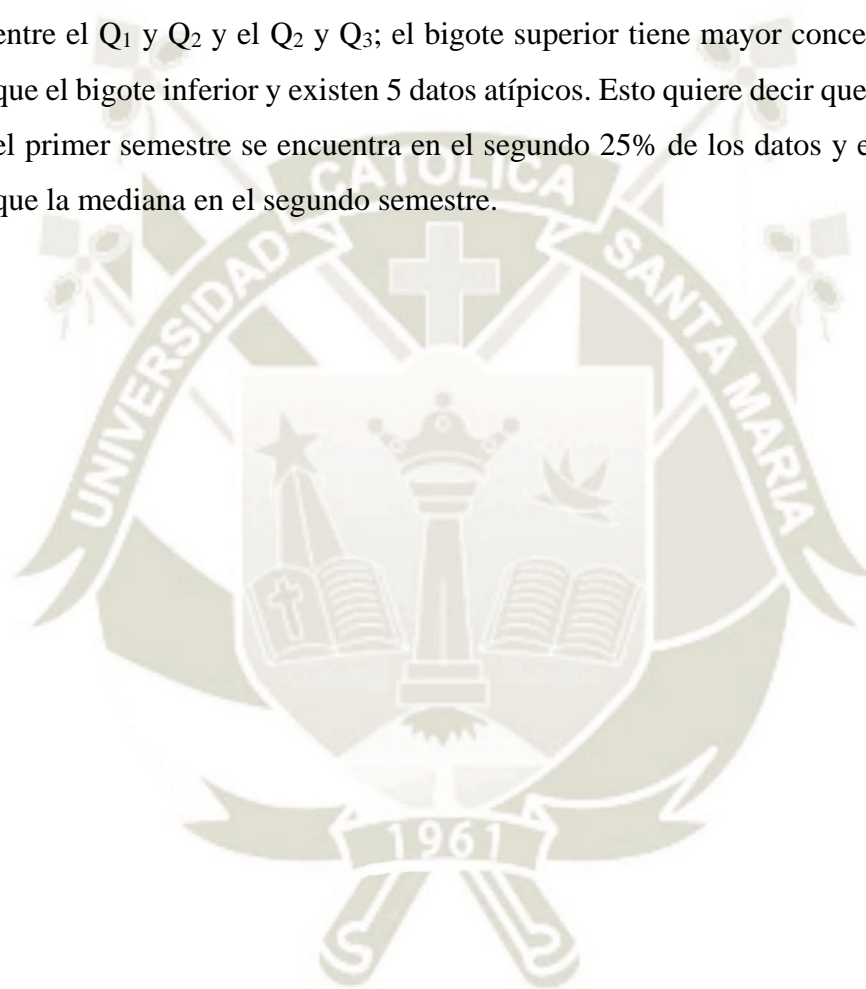 entre el Q₁ y Q₂ y el Q₂ y Q₃; el bigote superior tiene mayor conce
que el bigote inferior y existen 5 datos atípicos. Esto quiere decir que
el primer semestre se encuentra en el segundo 25% de los datos y e
que la mediana en el segundo semestre.
UNIVERSIDAD CATOLICA SANTA MARIA
1961
S S